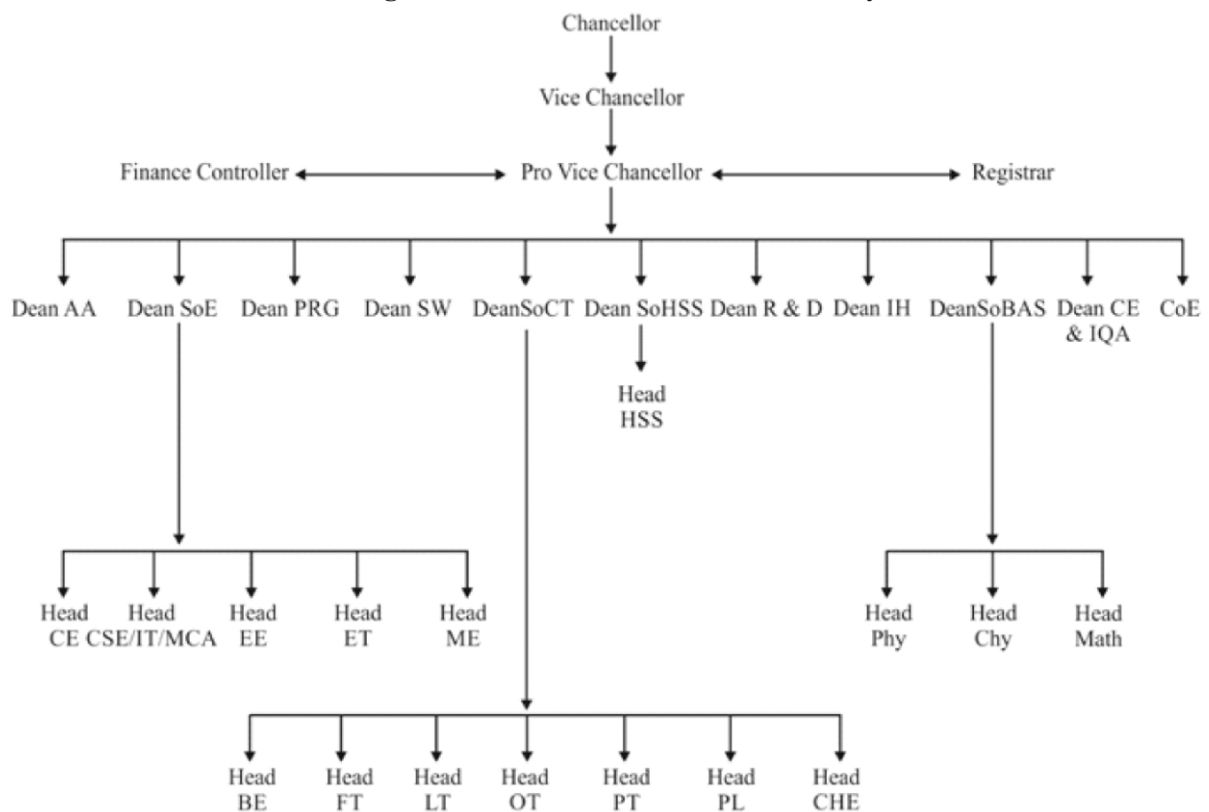 Chancellor
Vice Chancellor
Finance Controller Pro Vice Chancellor Registrar
Dean AA Dean SoE Dean PRG Dean SW DeanSoCT Dean SoHSS Dean R & D Dean IH DeanSoBAS Dean CE CoE
& IQA
Head
HSS
Head Head Head Head Head Head Head Head
CE CSE/IT/MCA EE ET ME Phy Chy Math
Head Head Head Head Head Head Head
BE FT LT OT PT PL CHE